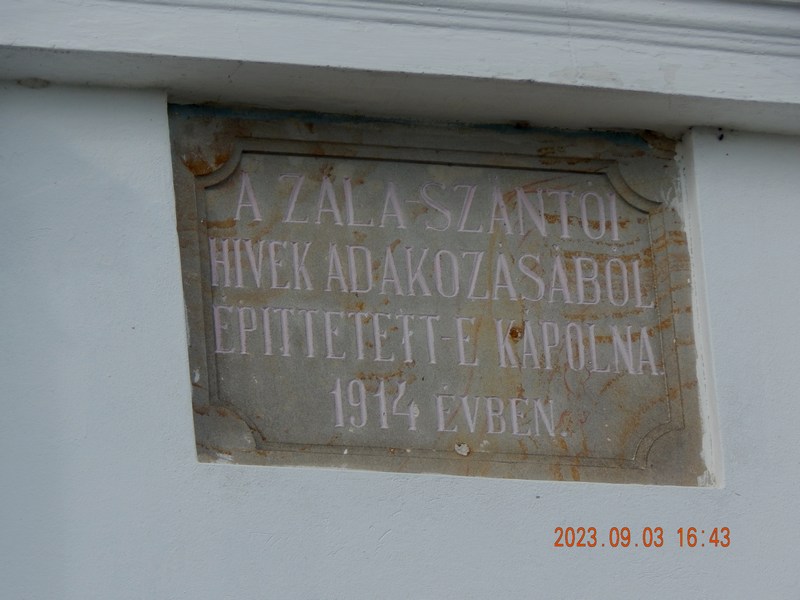 A ZALA-SZÁNTÓI
HIVEK ADAKOZÁSÁBÓL
ÉPITTETETT-E KÁPOLNA.
1914 ÉVBEN.
2023.09.03 16:43